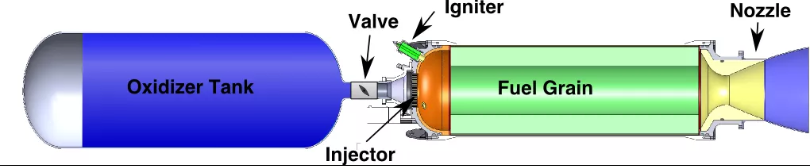 Igniter
Valve
Nozzle
Oxidizer Tank
Fuel Grain
Injector